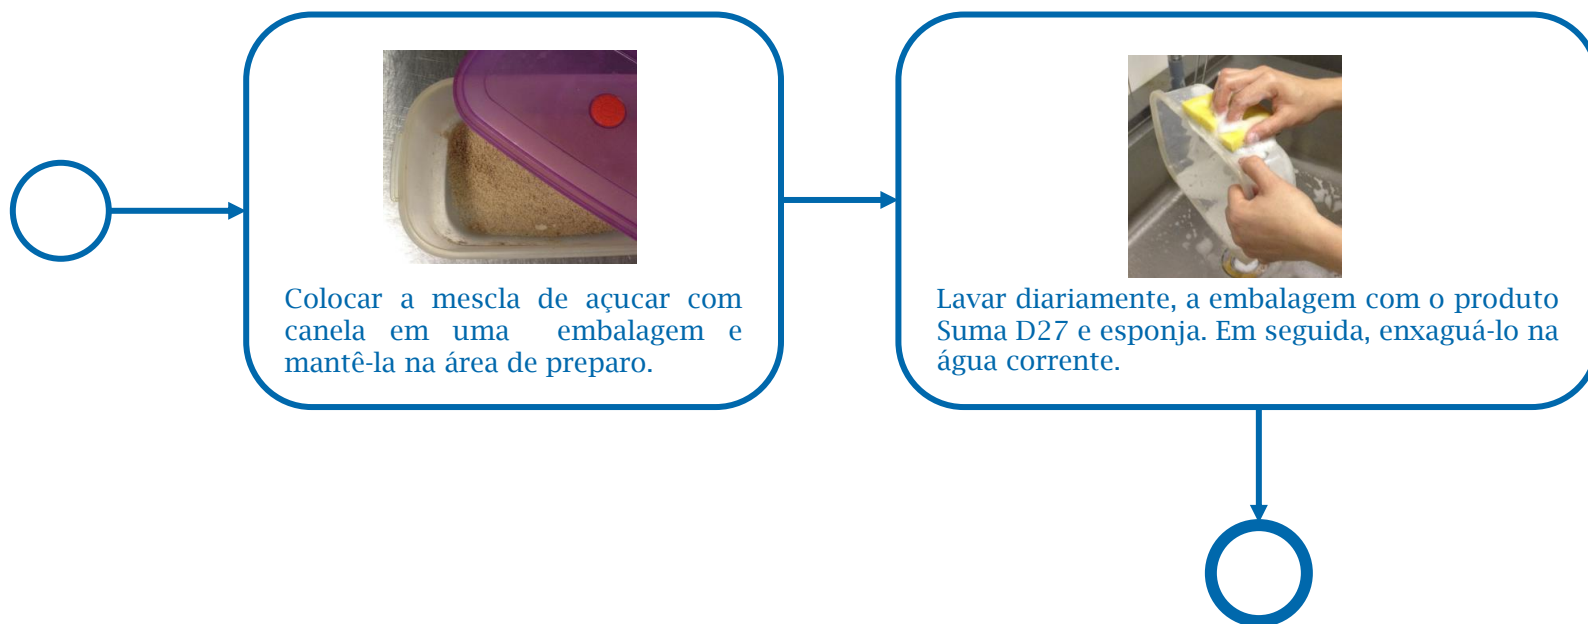 Colocar a mescla de açucar com
canela em uma embalagem e
mantê-la na área de preparo.
Lavar diariamente, a embalagem com o produto
Suma D27 e esponja. Em seguida, enxaguá-lo na
água corrente.